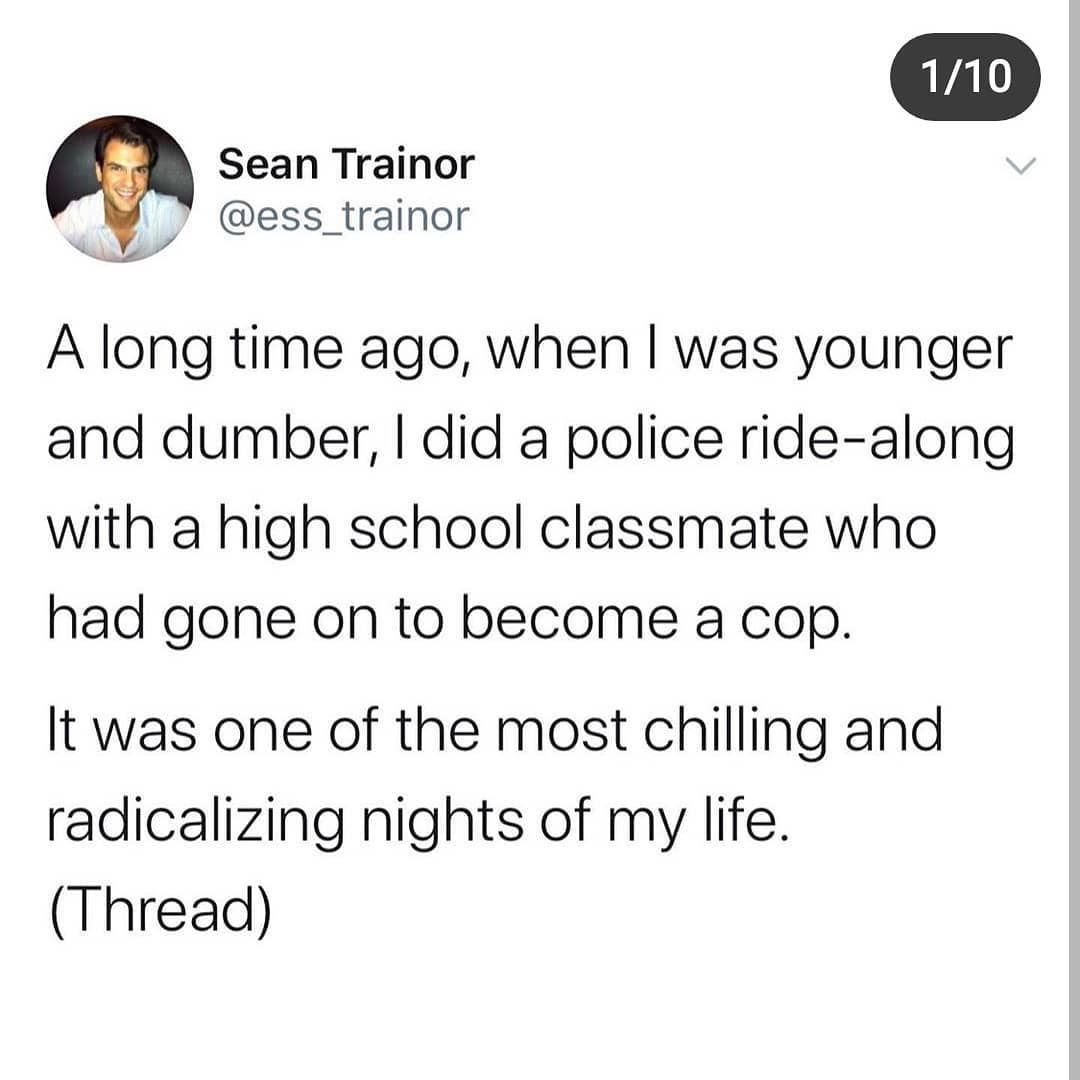 1/10
Sean Trainor
@ess_trainor
A long time ago, when I was younger
and dumber, I did a police ride-along
with a high school classmate who
had gone on to become a cop.
It was one of the most chilling and
radicalizing nights of my life.
(Thread)